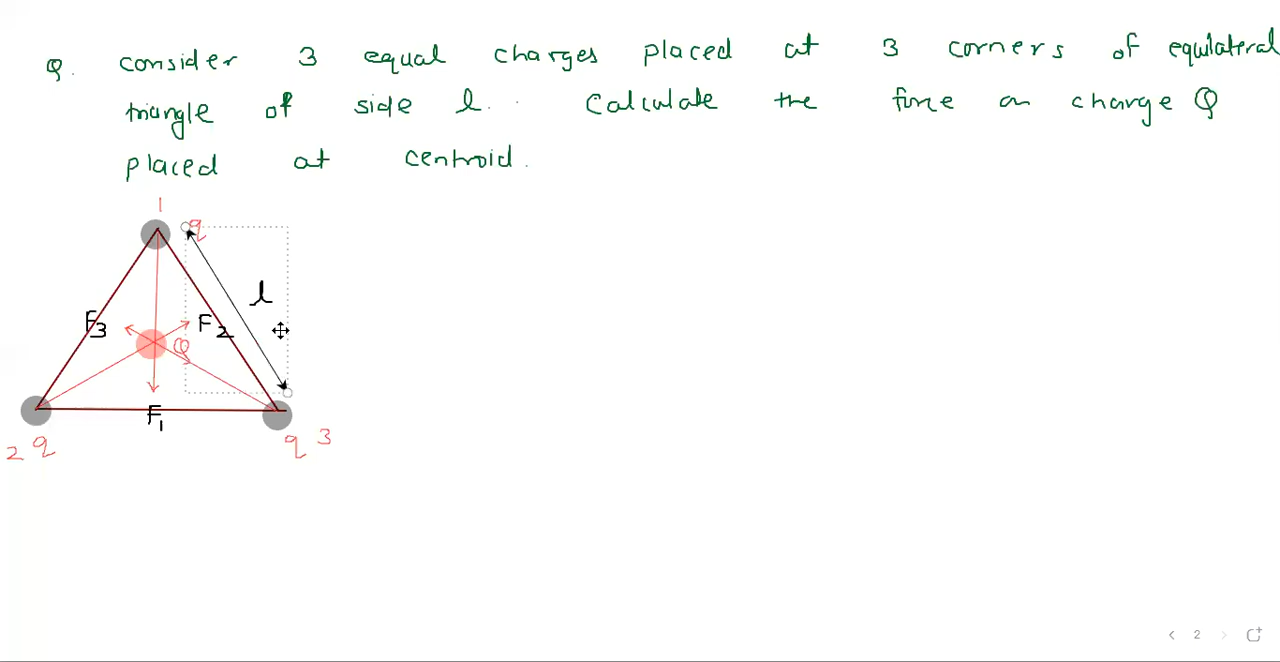 Q. consider 3 equal charges placed at 3 corners of equilateral
triangle of side l. Calculate the force on charge Q
placed at centroid.
1
q
l
F3
F2
Q
F1
2 q
q 3
2